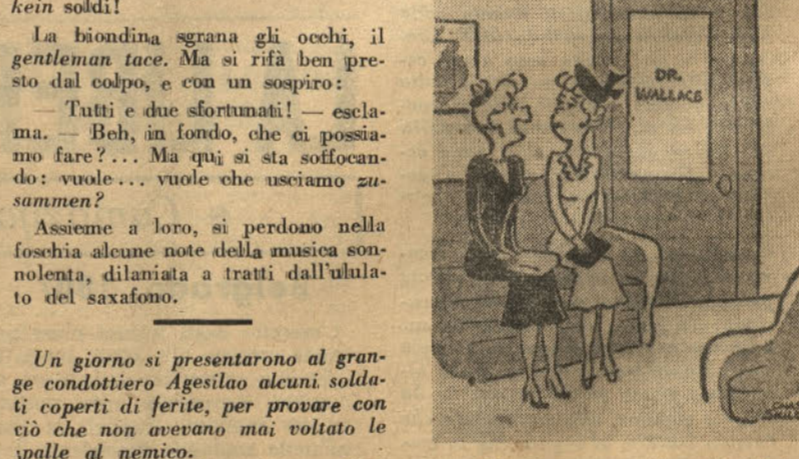 kein soldi!
La biondina sgrana gli occhi, il
gentleman tace. Ma si rifà ben pre-
sto dal colpo, e con un sospiro:
— Tutti e due sfortunati! — escla-
ma. — Beh, in fondo, che ci possia-
mo fare?... Ma qui si sta soffocan-
do: vuole... vuole che usciamo zu-
sammen?
Assieme a loro, si perdono nella
foschia alcune note della musica son-
nolenta, dilaniata a tratti dall'ulula-
to del saxafono.
Un giorno si presentarono al gran-
ge condottiero Agesilao alcuni solda-
ti coperti di ferite, per provare con
ciò che non avevano mai voltato le
spalle al nemico.
DR.
WALLACE